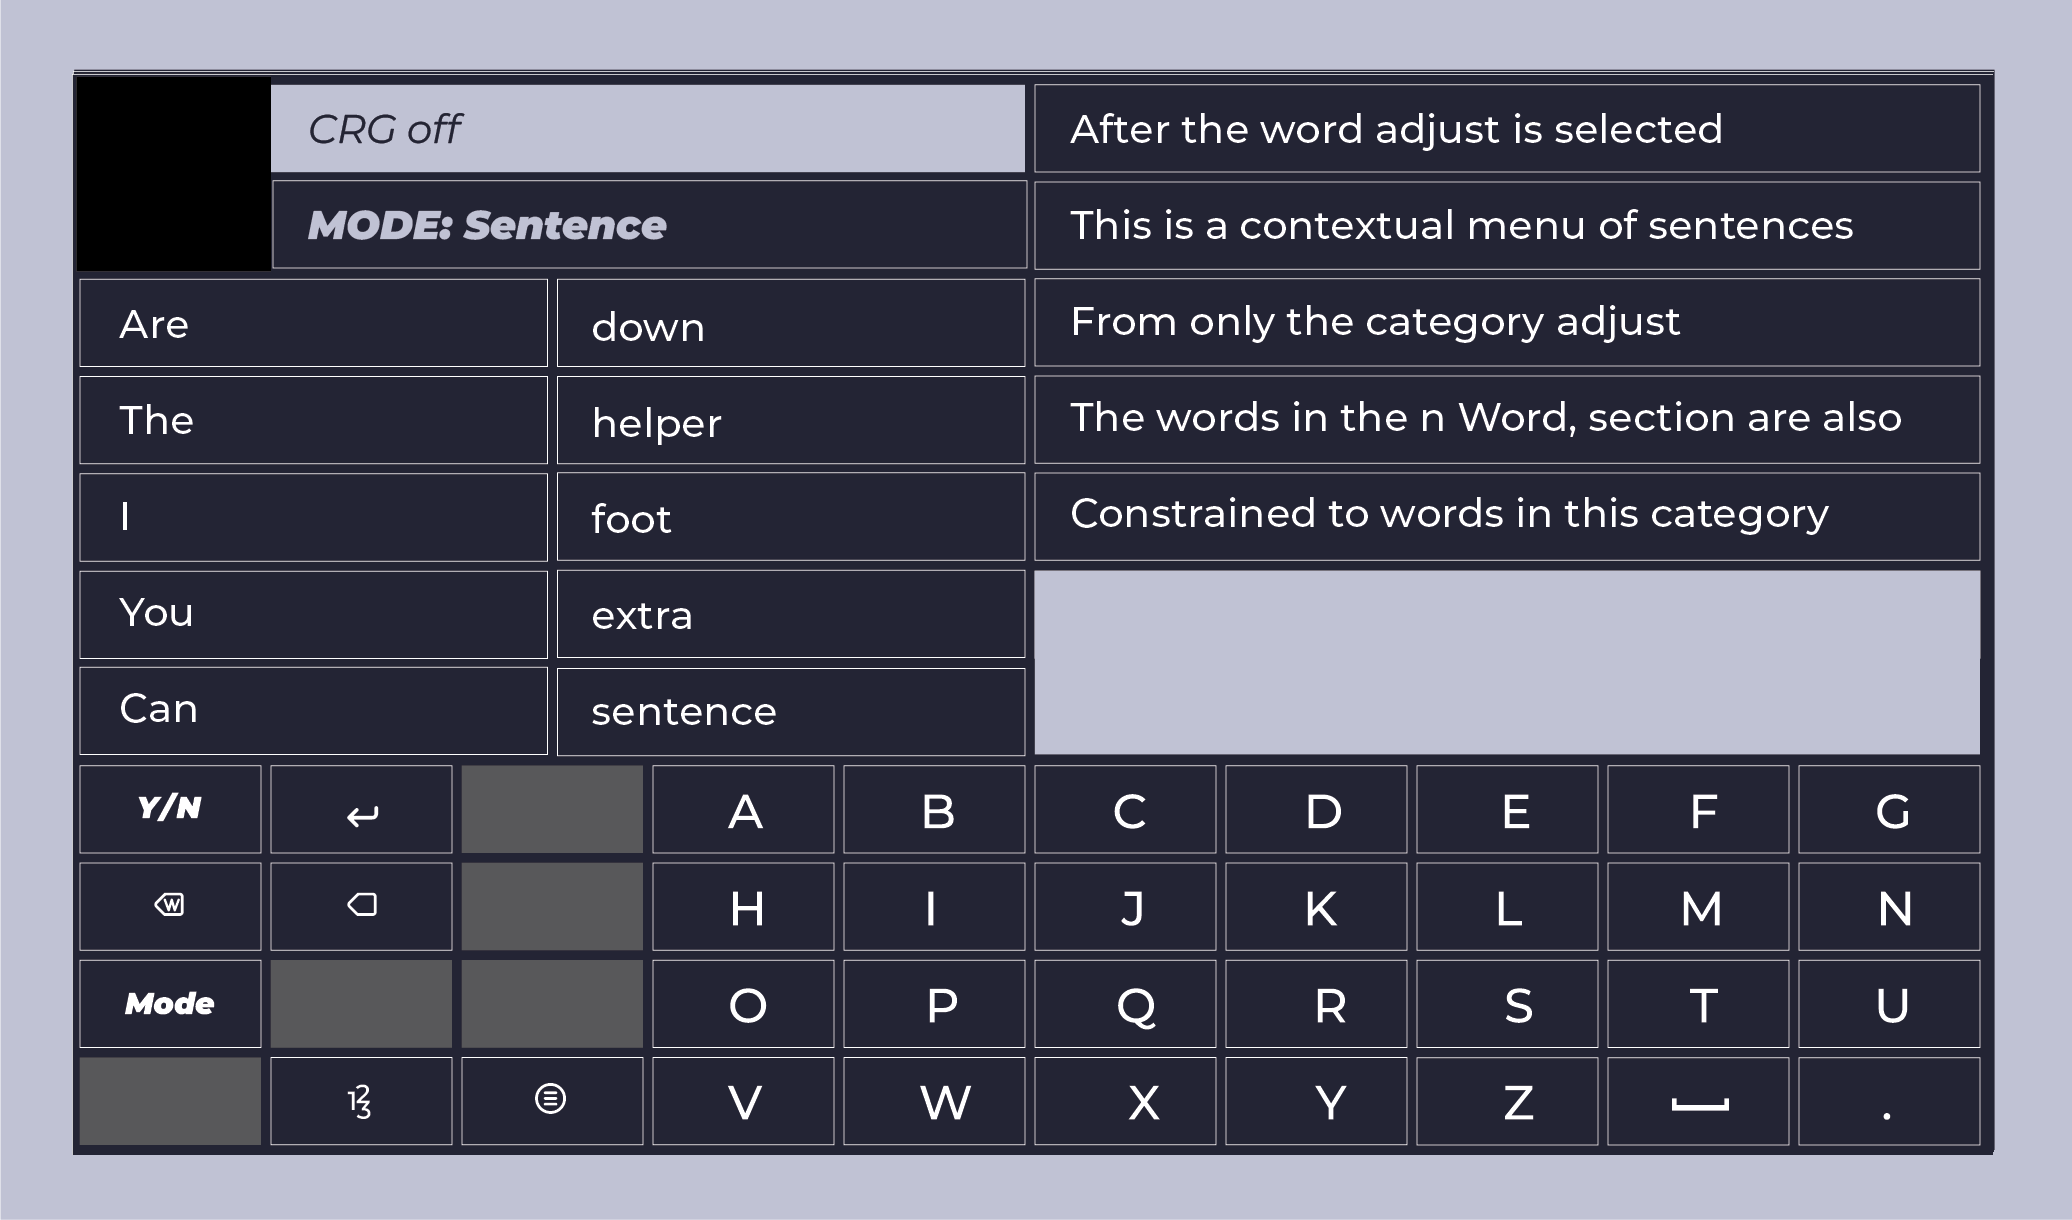 CRG off
MODE: Sentence
After the word adjust is selected
This is a contextual menu of sentences
From only the category adjust
The words in the n Word, section are also
Constrained to words in this category
Are
down
The
helper
I
foot
You
extra
Can
sentence
Y/N
A B C D E F G
W
H I J K L M N
Mode
O P Q R S T U
123
V W X Y Z .